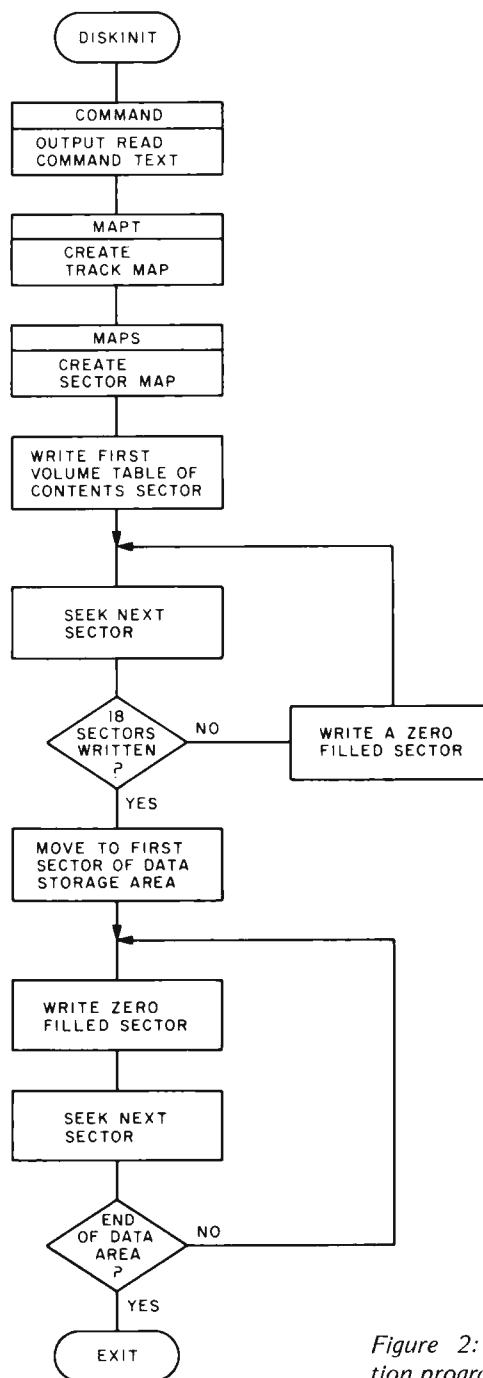 DISKINIT
COMMAND
OUTPUT READ
COMMAND TEXT
MAPT
CREATE
TRACK MAP
MAPS
CREATE
SECTOR MAP
WRITE FIRST
VOLUME TABLE OF
CONTENTS SECTOR
SEEK NEXT
SECTOR
18
SECTORS
WRITTEN
?
NO
WRITE A ZERO
FILLED SECTOR
YES
MOVE TO FIRST
SECTOR OF DATA
STORAGE AREA
WRITE ZERO
FILLED SECTOR
SEEK NEXT
SECTOR
END
OF DATA
AREA
?
NO
YES
EXIT
Figure 2:
tion progra